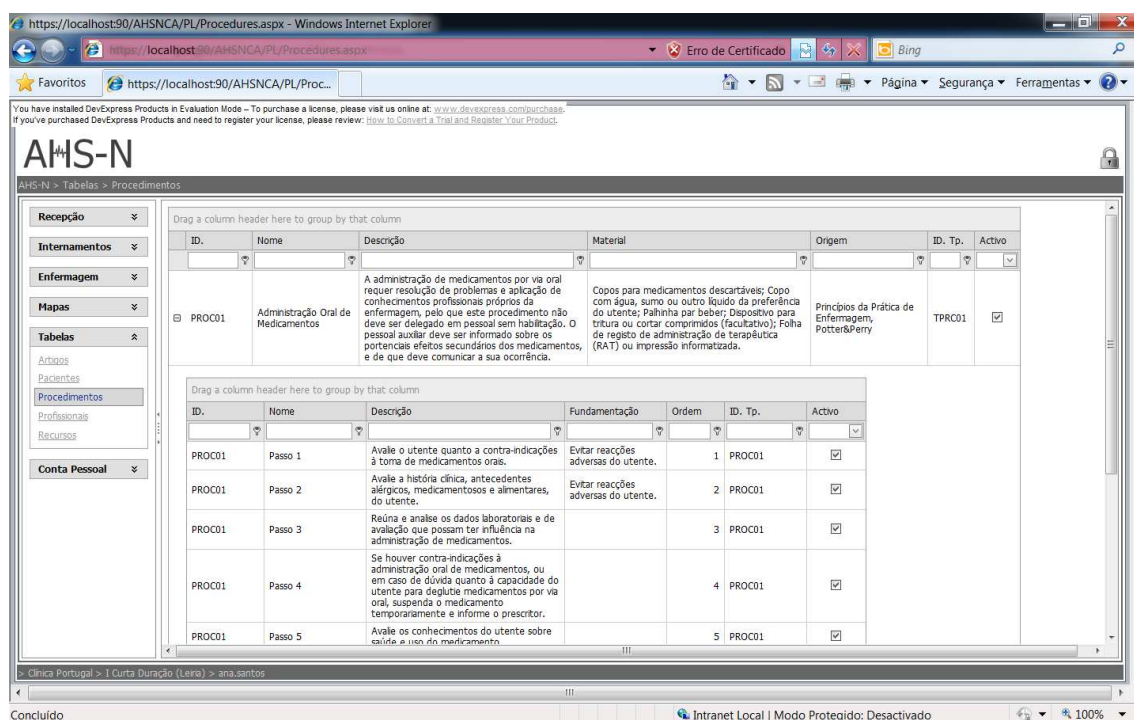 https://localhost:90/AHSNCA/PL/Procedures.aspx - Windows Internet Explorer
https://localhost:90/AHSNCA/PL/Procedures.aspx
Erro de Certificado
Bing
Favoritos
https://localhost:90/AHSNCA/PL/Proc...
Página
Segurança
Ferramentas
You have installed DevExpress Products in Evaluation Mode – To purchase a license, please visit us online at: www.devexpress.com/purchase.
If you've purchased DevExpress Products and need to register your license, please review: How to Convert a Trial and Register Your Product.
AHS-N
AHS-N > Tabelas > Procedimentos
Recepção
Internamentos
Enfermagem
Mapas
Tabelas
Artigos
Pacientes
Procedimentos
Profissionais
Recursos
Conta Pessoal
Drag a column header here to group by that column
ID. Nome Descrição Material Origem ID. Tp. Activo
PROC01
Administração Oral de
Medicamentos
A administração de medicamentos por via oral
requer resolução de problemas e aplicação de
conhecimentos profissionais próprios da
enfermagem, pelo que este procedimento não
deve ser delegado em pessoal sem habilitação. O
pessoal auxiliar deve ser informado sobre os
portenciais efeitos secundários dos medicamentos,
e de que deve comunicar a sua ocorrência.
Copos para medicamentos descartáveis; Copo
com água, sumo ou outro líquido da preferência
do utente; Palhinha par beber; Dispositivo para
tritura ou cortar comprimidos (facultativo); Folha
de registo de administração de terapêutica
(RAT) ou impressão informatizada.
Princípios da Prática de
Enfermagem,
Potter&Perry
TPRC01
Drag a column header here to group by that column
ID. Nome Descrição Fundamentação Ordem ID. Tp. Activo
PROC01 Passo 1
Avalie o utente quanto a contra-indicações
à toma de medicamentos orais.
Evitar reacções
adversas do utente.
1 PROC01
PROC01 Passo 2
Avalie a história clínica, antecedentes
alérgicos, medicamentosos e alimentares,
do utente.
Evitar reacções
adversas do utente.
2 PROC01
PROC01 Passo 3
Reúna e analise os dados laboratoriais e de
avaliação que possam ter influência na
administração de medicamentos.
3 PROC01
PROC01 Passo 4
Se houver contra-indicações à
administração oral de medicamentos, ou
em caso de dúvida quanto à capacidade do
utente para deglutie medicamentos por via
oral, suspenda o medicamento
temporariamente e informe o prescritor.
4 PROC01
PROC01 Passo 5
Avalie os conhecimentos do utente sobre
saúde e uso do medicamento
5 PROC01
> Clínica Portugal > I Curta Duração (Leiria) > ana.santos
Concluído
Intranet Local | Modo Protegido: Desactivado
100%